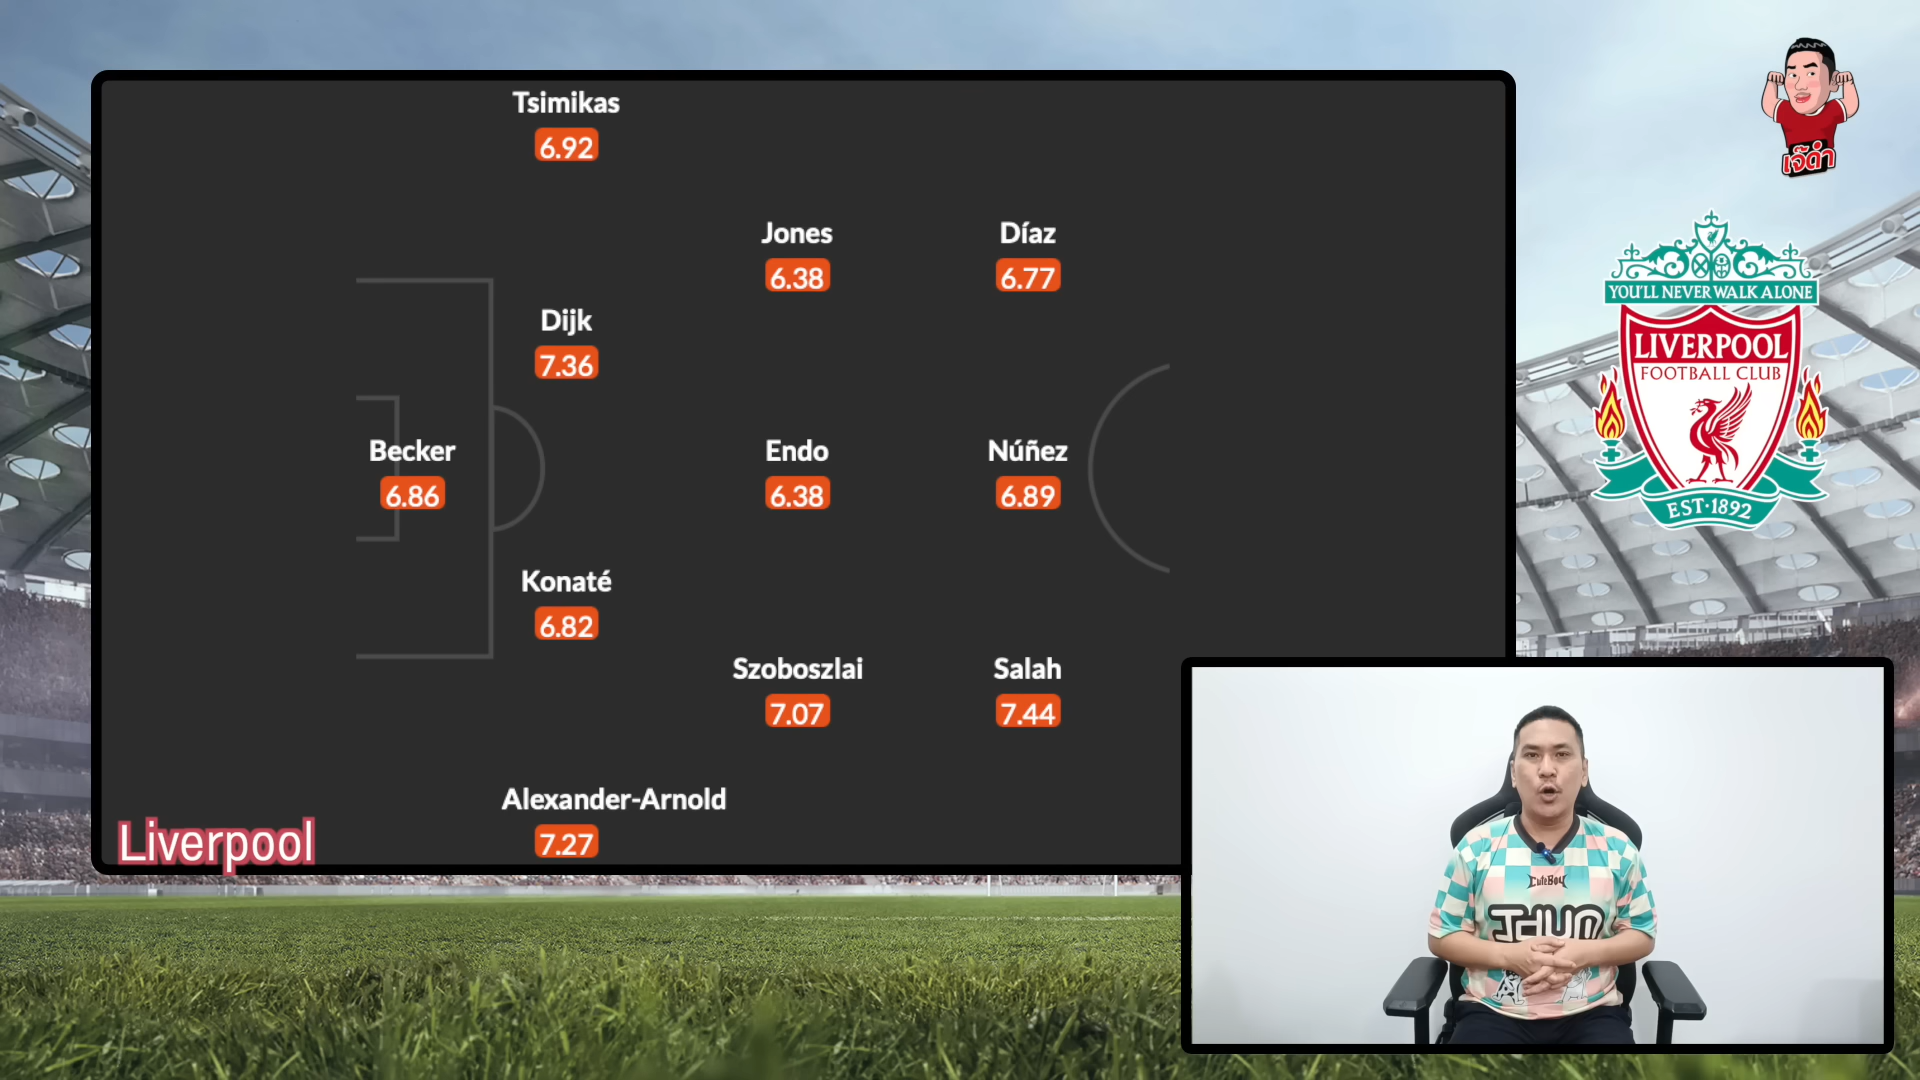 Tsimikas
6.92
Jones
6.38
Díaz
6.77
Dijk
7.36
Becker
6.86
Endo
6.38
Núñez
6.89
Konaté
6.82
Szoboszlai
7.07
Salah
7.44
Alexander-Arnold
7.27
Liverpool
เจ๊ดำ
YOU'LL NEVER WALK ALONE
LIVERPOOL
FOOTBALL CLUB
EST·1892
CuteBoy